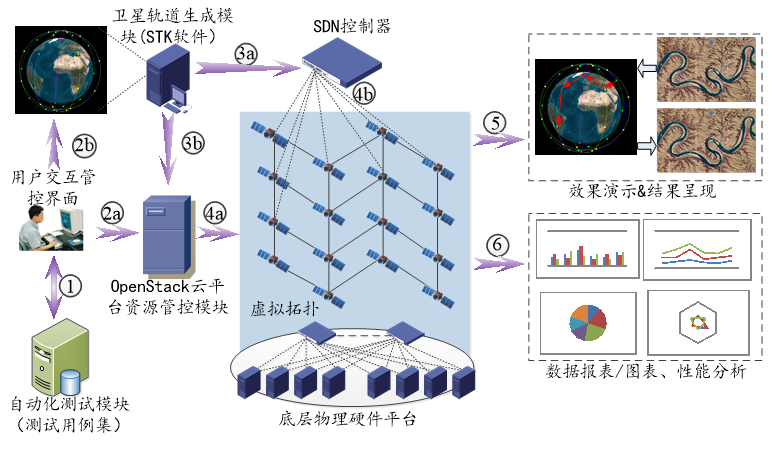 卫星轨道生成模
块(STK软件)
SDN控制器
3a
4b
2b
3b
5
用户交互管
控界面
效果演示&结果呈现
2a
4a
6
1
OpenStack云平
台资源管控模块
虚拟拓扑
自动化测试模块
(测试用例集)
底层物理硬件平台
数据报表/图表、性能分析